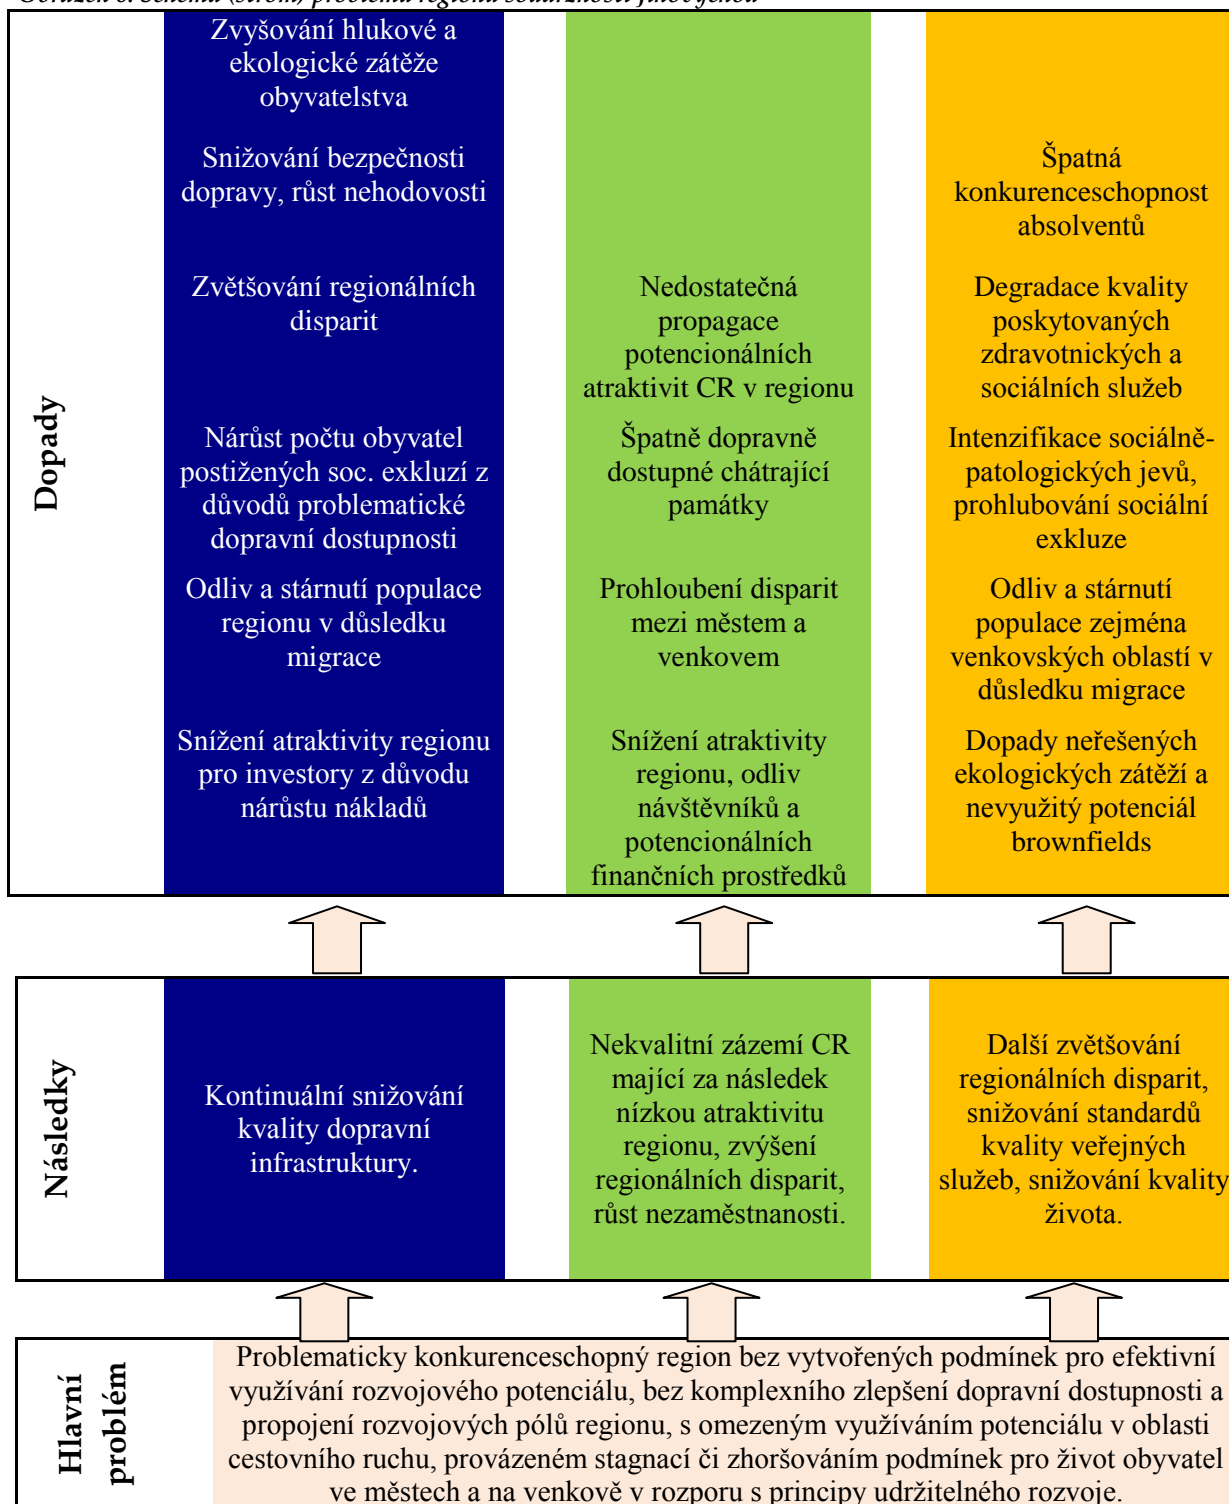 Dopady
Zvyšování hlukové a
ekologické zátěže
obyvatelstva
Snižování bezpečnosti
dopravy, růst nehodovosti
Zvětšování regionálních
disparit
Nárůst počtu obyvatel
postižených soc. exkluzí z
důvodů problematické
dopravní dostupnosti
Odliv a stárnutí populace
regionu v důsledku
migrace
Snížení atraktivity regionu
pro investory z důvodu
nárůstu nákladů
Nedostatečná
propagace
potencionálních
atraktivit CR v regionu
Špatně dopravně
dostupné chátrající
památky
Prohloubení disparit
mezi městem a
venkovem
Snížení atraktivity
regionu, odliv
návštěvníků a
potencionálních
finančních prostředků
Špatná
konkurenceschopnost
absolventů
Degradace kvality
poskytovaných
zdravotnických a
sociálních služeb
Intenzifikace sociálně-
patologických jevů,
prohlubování sociální
exkluze
Odliv a stárnutí
populace zejména
venkovských oblastí v
důsledku migrace
Dopady neřešených
ekologických zátěží a
nevyužitý potenciál
brownfields
Následky
Kontinuální snižování
kvality dopravní
infrastruktury.
Nekvalitní zázemí CR
mající za následek
nízkou atraktivitu
regionu, zvýšení
regionálních disparit,
růst nezaměstnanosti.
Další zvětšování
regionálních disparit,
snižování standardů
kvality veřejných
služeb, snižování kvality
života.
Hlavní
problém
Problematicky konkurenceschopný region bez vytvořených podmínek pro efektivní
využívání rozvojového potenciálu, bez komplexního zlepšení dopravní dostupnosti a
propojení rozvojových pólů regionu, s omezeným využíváním potenciálu v oblasti
cestovního ruchu, provázeném stagnací či zhoršováním podmínek pro život obyvatel
ve městech a na venkově v rozporu s principy udržitelného rozvoje.